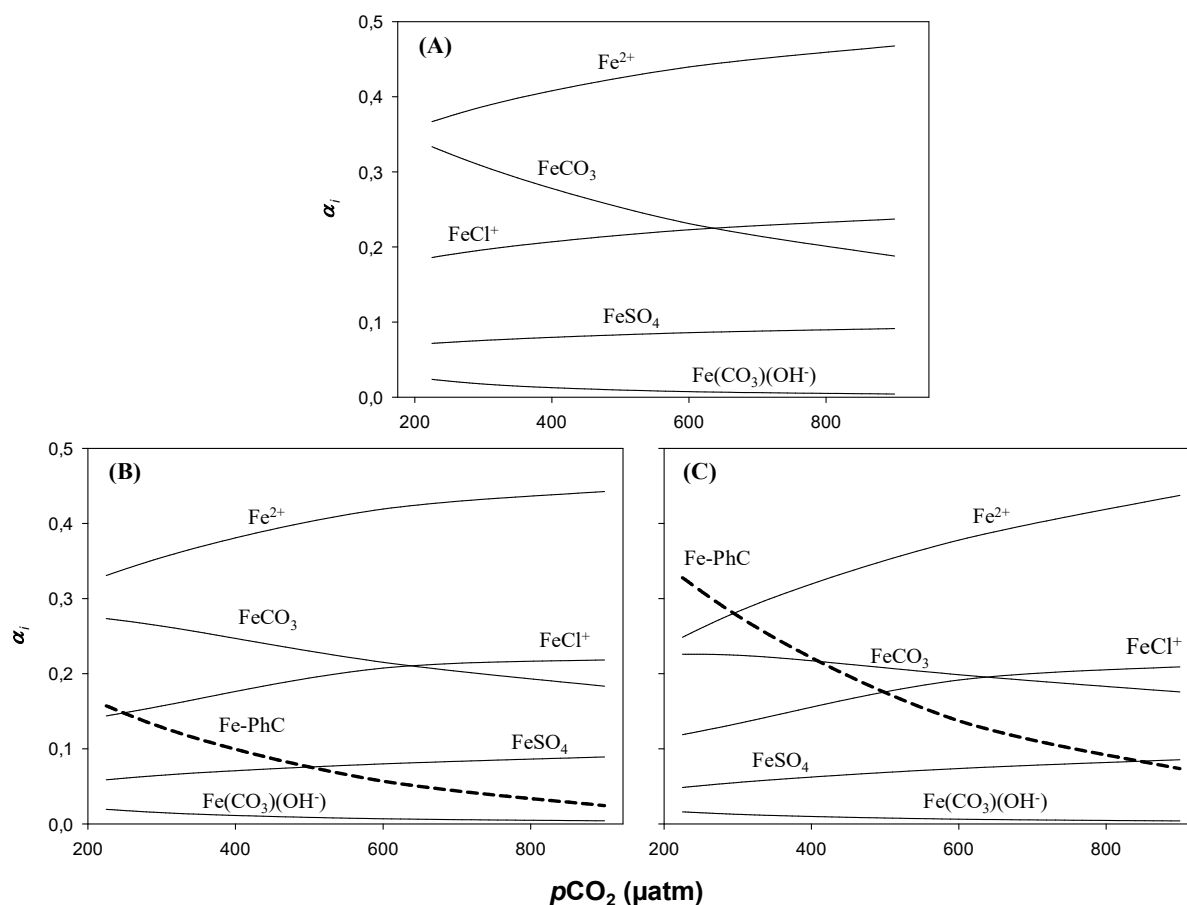 0,5
(A)
Fe²⁺
0,4
FeCO₃
0,3
αᵢ
FeCl⁺
0,2
FeSO₄
0,1
Fe(CO₃)(OH⁻)
0,0
200 400 600 800
0,5
(B)
Fe²⁺
0,4
0,3
FeCO₃
αᵢ
FeCl⁺
0,2
Fe-PhC
FeSO₄
0,1
Fe(CO₃)(OH⁻)
0,0
200 400 600 800
(C)
Fe²⁺
Fe-PhC
FeCO₃
FeCl⁺
FeSO₄
Fe(CO₃)(OH⁻)
200 400 600 800
pCO₂ (µatm)